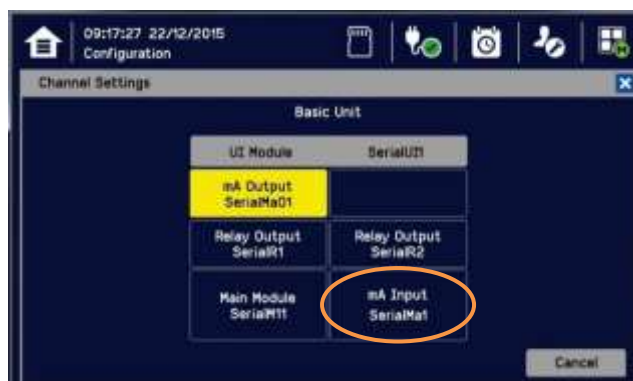 09:17:27 22/12/2015
Configuration
Channel Settings
Basic Unit
UI Module
SerialUI1
mA Output
SerialMaO1
Relay Output
SerialR1
Relay Output
SerialR2
Main Module
SerialM11
mA Input
SerialMa1
Cancel